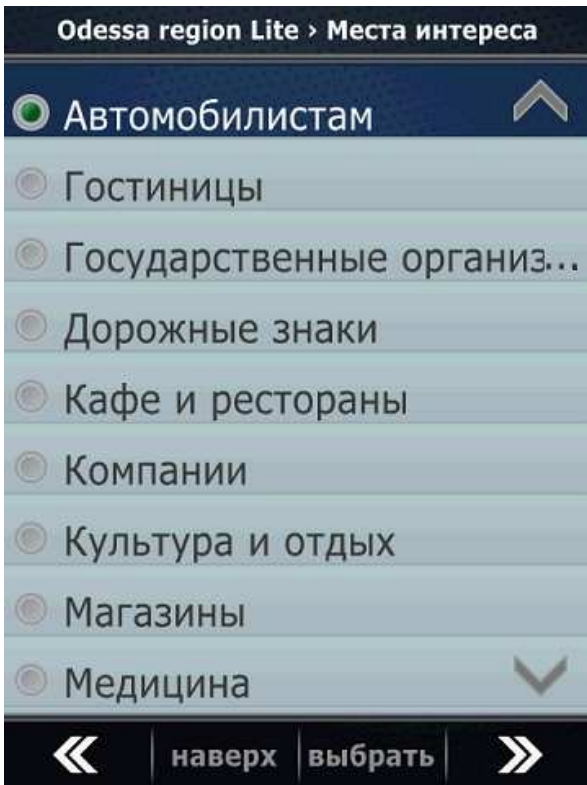 Odessa region Lite › Места интереса
Автомобилистам
Гостиницы
Государственные организ...
Дорожные знаки
Кафе и рестораны
Компании
Культура и отдых
Магазины
Медицина
наверх выбрать